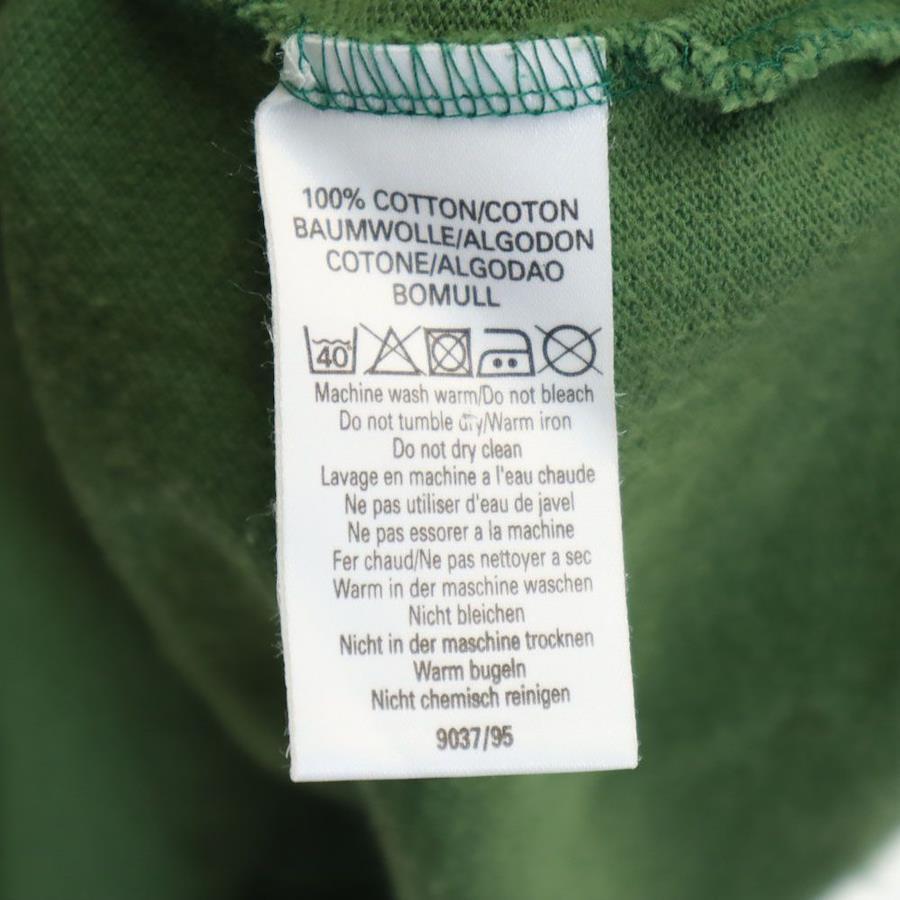 100% COTTON/COTON
BAUMWOLLE/ALGODON
COTONE/ALGODAO
BOMULL
40°
Machine wash warm/Do not bleach
Do not tumble dry/Warm iron
Do not dry clean
Lavage en machine a l'eau chaude
Ne pas utiliser d'eau de javel
Ne pas essorer a la machine
Fer chaud/Ne pas nettoyer a sec
Warm in der maschine waschen
Nicht bleichen
Nicht in der maschine trocknen
Warm bugeln
Nicht chemisch reinigen
9037/95